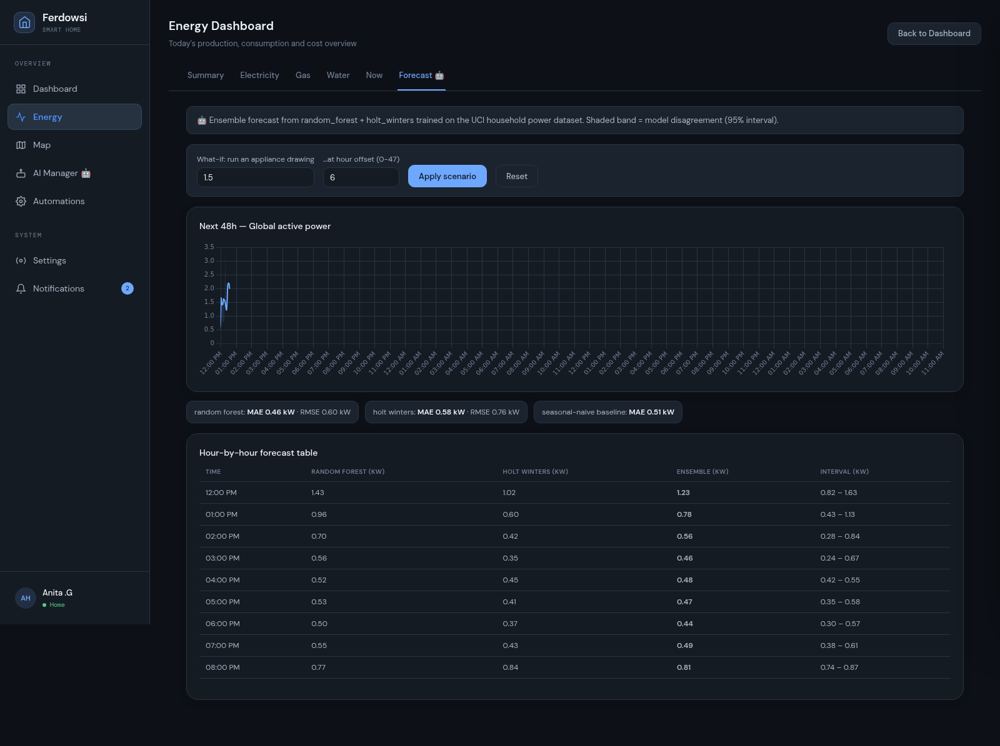 Ferdowsi
SMART HOME
OVERVIEW
Dashboard
Energy
Map
AI Manager 🤖
Automations
SYSTEM
Settings
Notifications 2
AH
Anita .G
Home
Energy Dashboard
Today's production, consumption and cost overview
Back to Dashboard
Summary Electricity Gas Water Now Forecast 🤖
🤖 Ensemble forecast from random_forest + holt_winters trained on the UCI household power dataset. Shaded band = model disagreement (95% interval).
What-if: run an appliance drawing …at hour offset (0–47)
1.5 6 Apply scenario Reset
Next 48h — Global active power
3.5
3.0
2.5
2.0
1.5
1.0
0.5
0
12:00 PM 01:00 PM 02:00 PM 03:00 PM 04:00 PM 05:00 PM 06:00 PM 07:00 PM 08:00 PM 09:00 PM 10:00 PM 11:00 PM 12:00 AM 01:00 AM 02:00 AM 03:00 AM 04:00 AM 05:00 AM 06:00 AM 07:00 AM 08:00 AM 09:00 AM 10:00 AM 11:00 AM 12:00 PM 01:00 PM 02:00 PM 03:00 PM 04:00 PM 05:00 PM 06:00 PM 07:00 PM 08:00 PM 09:00 PM 10:00 PM 11:00 PM 12:00 AM 01:00 AM 02:00 AM 03:00 AM 04:00 AM 05:00 AM 06:00 AM 07:00 AM 08:00 AM 09:00 AM 10:00 AM 11:00 AM
random forest: MAE 0.46 kW · RMSE 0.60 kW
holt winters: MAE 0.58 kW · RMSE 0.76 kW
seasonal-naive baseline: MAE 0.51 kW
Hour-by-hour forecast table
TIME RANDOM FOREST (KW) HOLT WINTERS (KW) ENSEMBLE (KW) INTERVAL (KW)
12:00 PM 1.43 1.02 1.23 0.82 – 1.63
01:00 PM 0.96 0.60 0.78 0.43 – 1.13
02:00 PM 0.70 0.42 0.56 0.28 – 0.84
03:00 PM 0.56 0.35 0.46 0.24 – 0.67
04:00 PM 0.52 0.45 0.48 0.42 – 0.55
05:00 PM 0.53 0.41 0.47 0.35 – 0.58
06:00 PM 0.50 0.37 0.44 0.30 – 0.57
07:00 PM 0.55 0.43 0.49 0.38 – 0.61
08:00 PM 0.77 0.84 0.81 0.74 – 0.87